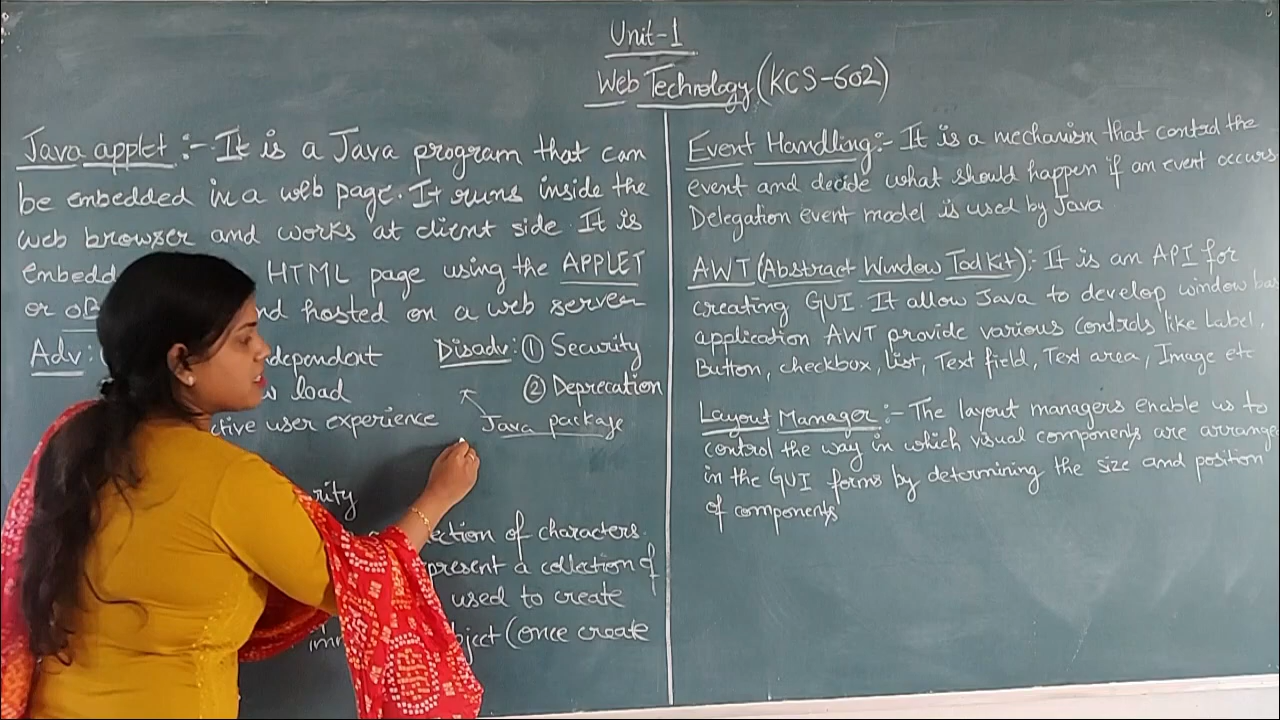 Unit-1
Web Technology (KCS-602)
Java applet :- It is a Java program that can
be embedded in a web page. It runs inside the
web browser and works at client side. It is
embedd HTML page using the APPLET
or OB nd hosted on a web server
Adv: dependent
load
ctive user experience
Disadv: ① Security
② Deprecation
Java package
rity
ection of characters.
present a collection of
used to create
imm bject (once create
Event Handling:- It is a mechanism that control the
event and decide what should happen if an event occurs
Delegation event model is used by Java
AWT (Abstract Window Tool Kit): It is an API for
creating GUI. It allow Java to develop window bas
application AWT provide various controls like Label,
Button, checkbox, list, Text field, Text area, Image etc
Layout Manager:- The layout managers enable us to
control the way in which visual components are arrange
in the GUI forms by determining the size and position
of components